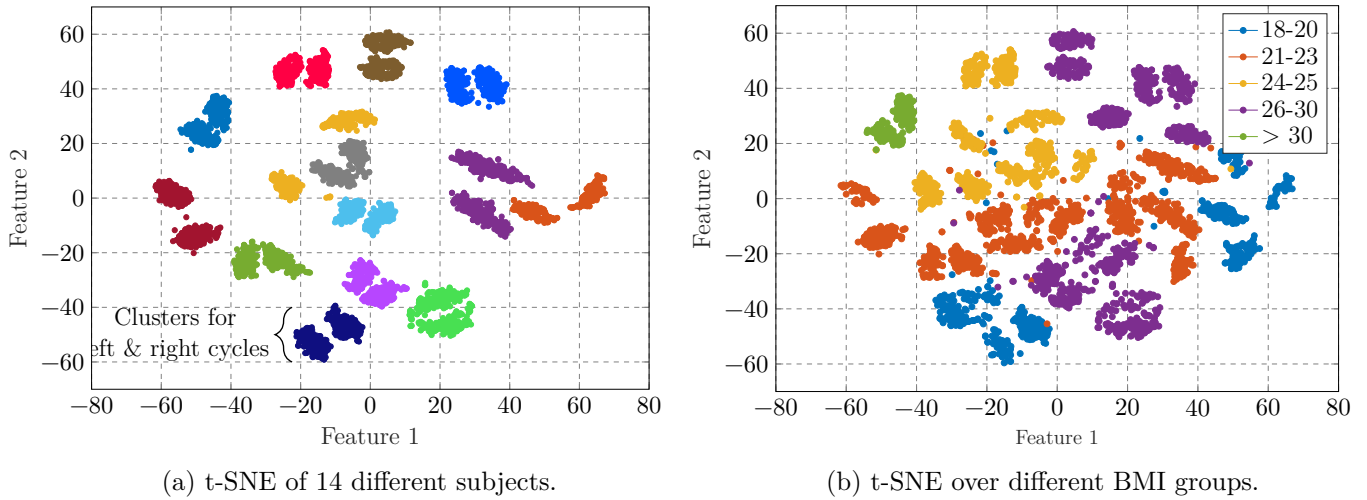 60
40
20
0
−20
−40
−60
−80 −60 −40 −20 0 20 40 60 80
Feature 2
Feature 1
Clusters for
eft & right cycles
(a) t-SNE of 14 different subjects.
60
40
20
0
−20
−40
−60
−80 −60 −40 −20 0 20 40 60 80
Feature 2
Feature 1
18-20
21-23
24-25
26-30
> 30
(b) t-SNE over different BMI groups.